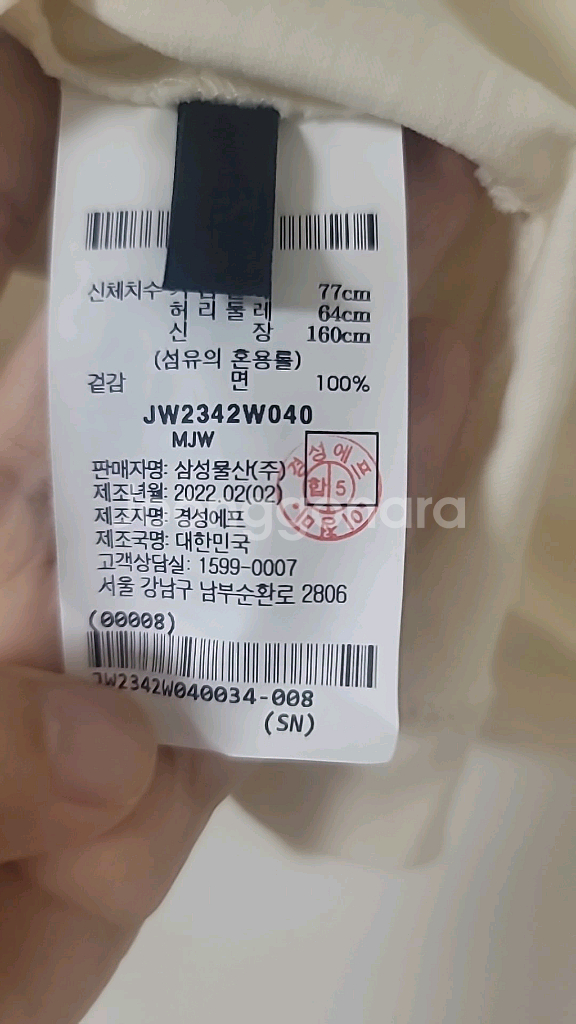 신체치수 77cm
허리둘레 64cm
신 장 160cm
(섬유의 혼용률)
겉감 면 100%
JW2342W040
MJW
판매자명: 삼성물산(주)
제조년월: 2022.02(02)
제조자명: 경성에프
제조국명: 대한민국
고객상담실: 1599-0007
서울 강남구 남부순환로 2806
(00008)
JW2342W040034-008
(SN)
합 5